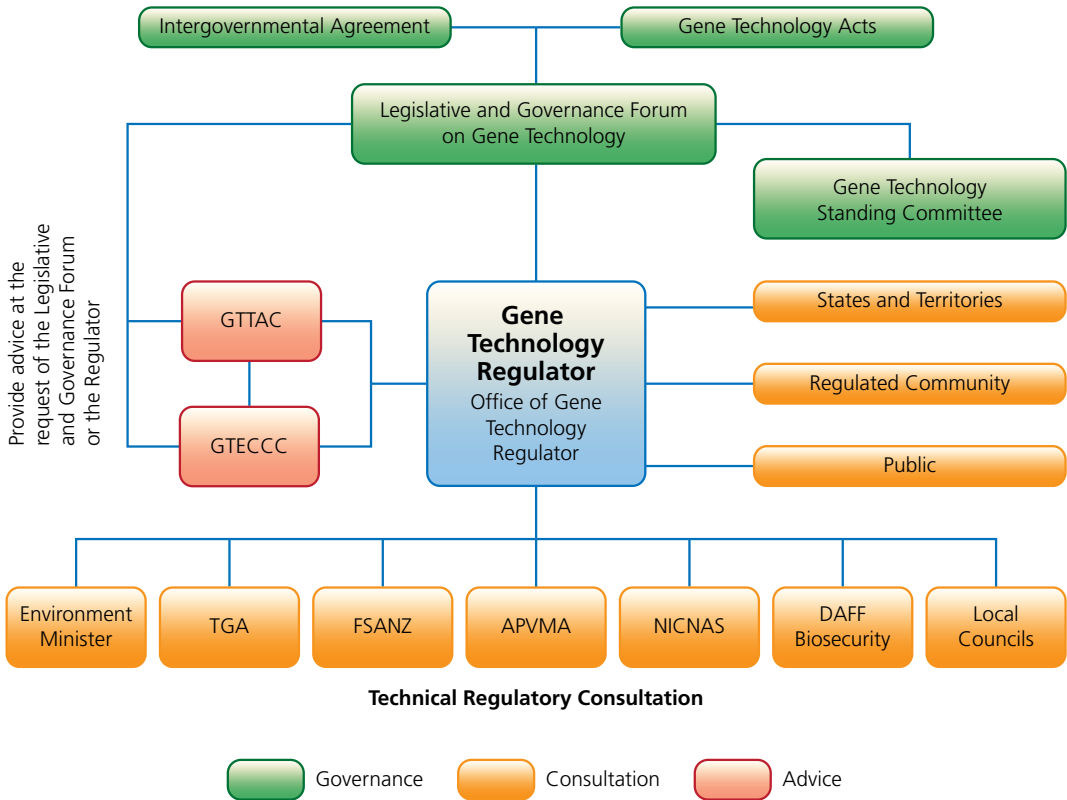 Intergovernmental Agreement
Gene Technology Acts
Legislative and Governance Forum
on Gene Technology
Gene Technology
Standing Committee
Provide advice at the
request of the Legislative
and Governance Forum
or the Regulator
GTTAC
GTECCC
Gene
Technology
Regulator
Office of Gene
Technology
Regulator
States and Territories
Regulated Community
Public
Environment
Minister
TGA
FSANZ
APVMA
NICNAS
DAFF
Biosecurity
Local
Councils
Technical Regulatory Consultation
Governance
Consultation
Advice